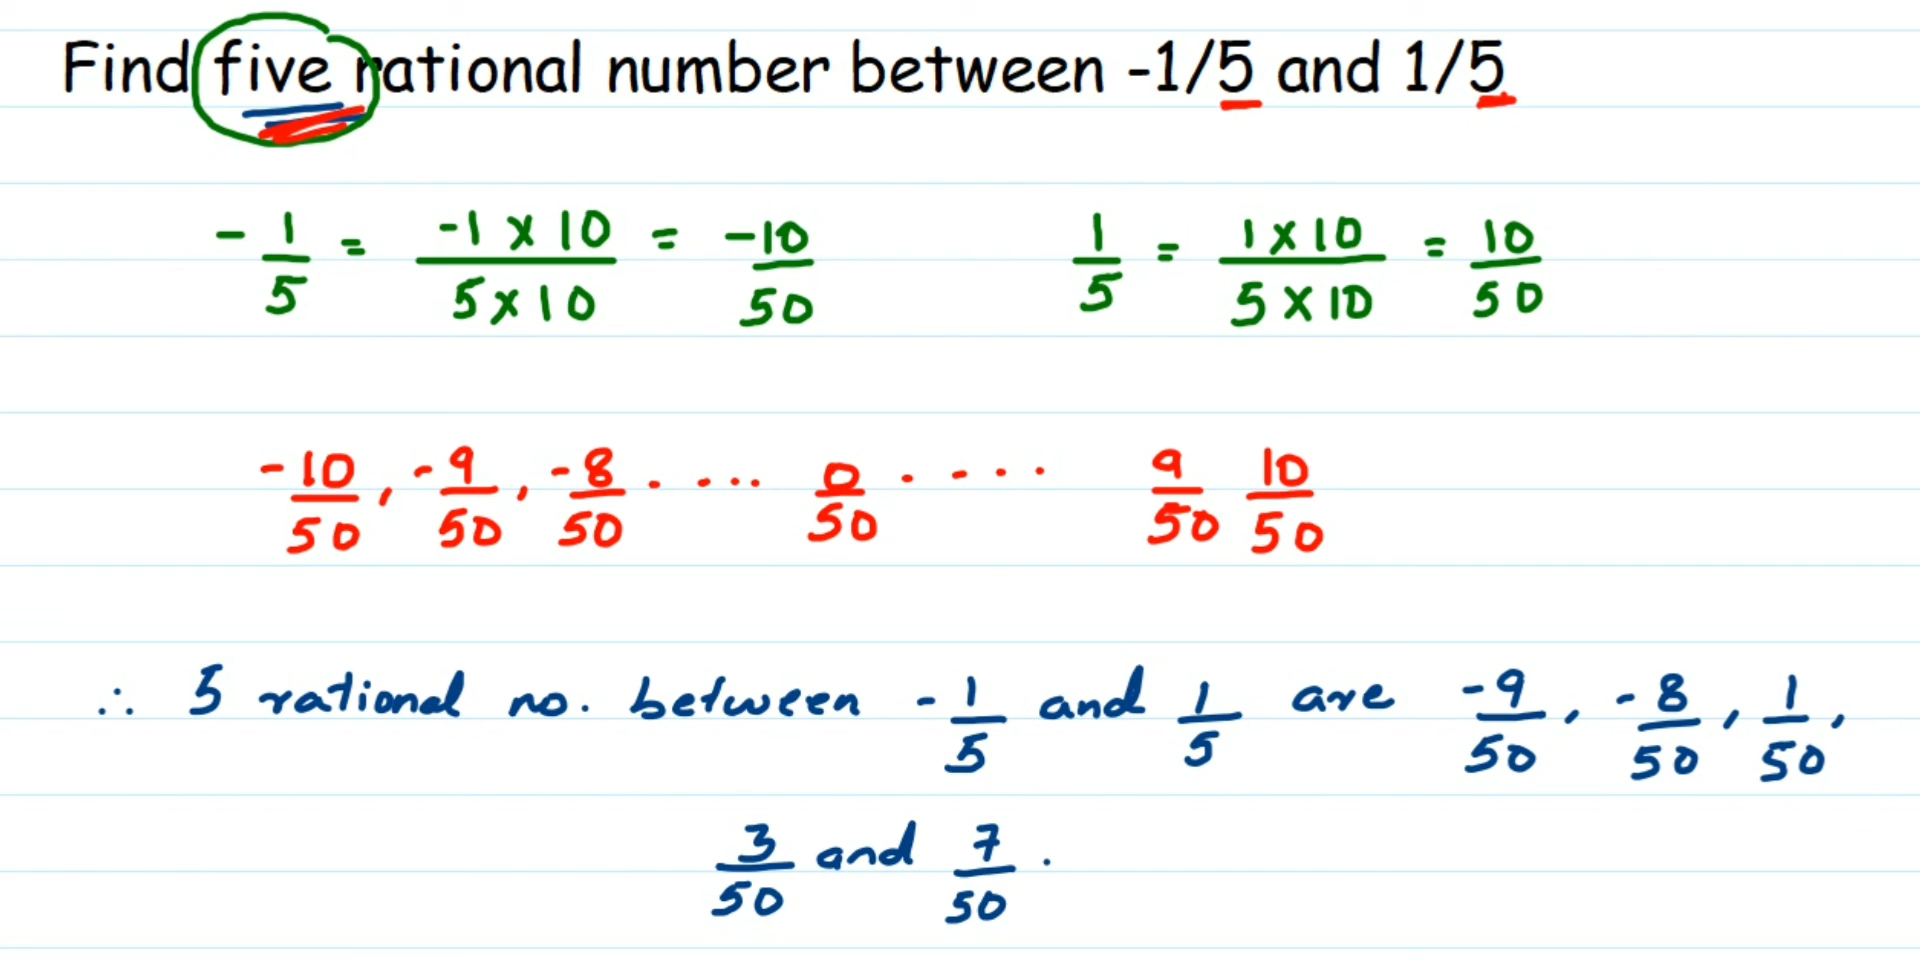 Find five rational number between -1/5 and 1/5
-1/5 = -1 × 10/5 × 10 = -10/50 1/5 = 1 × 10/5 × 10 = 10/50
-10/50, -9/50, -8/50 . ... 0/50 . - ... 9/50 10/50
∴ 5 rational no. between -1/5 and 1/5 are -9/50, -8/50, 1/50,
3/50 and 7/50.